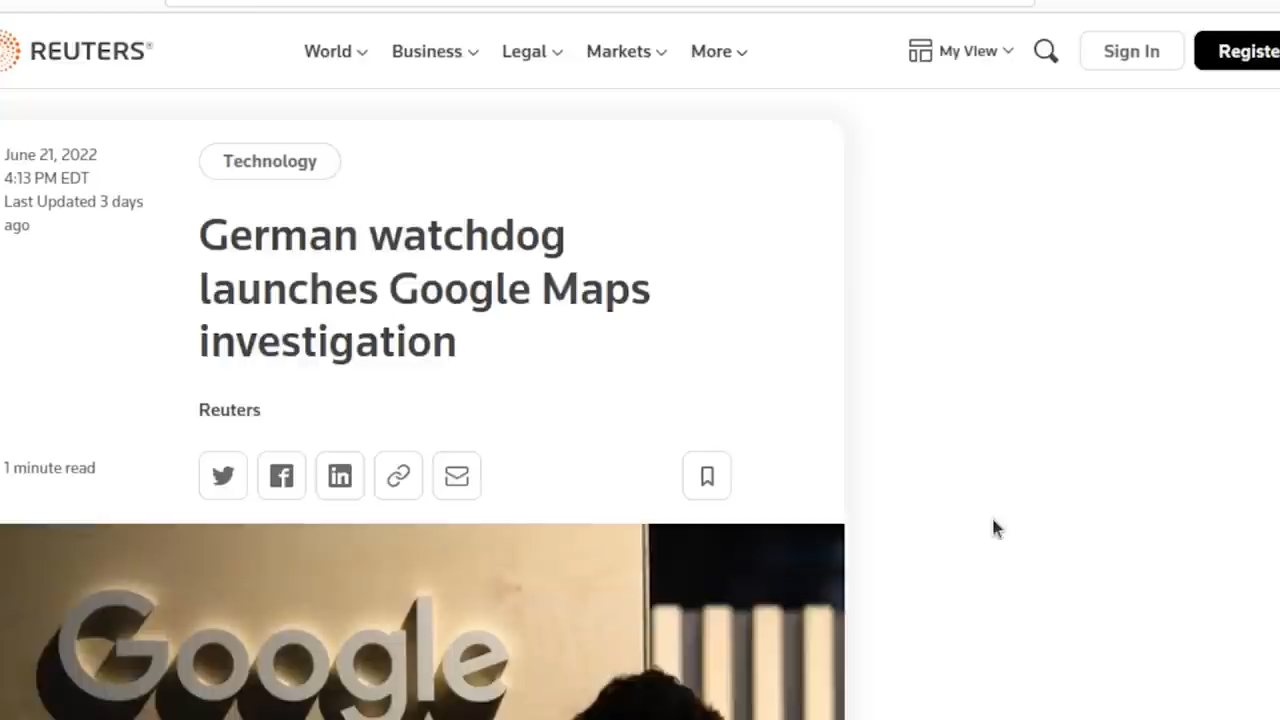 REUTERS®
World
Business
Legal
Markets
More
My View
Sign In
Registe
June 21, 2022
4:13 PM EDT
Last Updated 3 days
ago
Technology
German watchdog
launches Google Maps
investigation
Reuters
1 minute read
Google